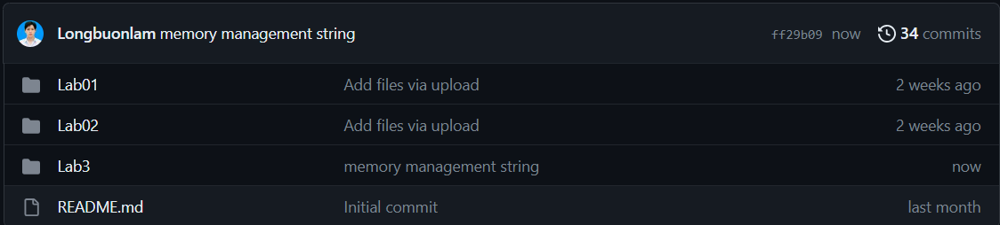 Longbuonlam memory management string ff29b09 now 34 commits
Lab01 Add files via upload 2 weeks ago
Lab02 Add files via upload 2 weeks ago
Lab3 memory management string now
README.md Initial commit last month